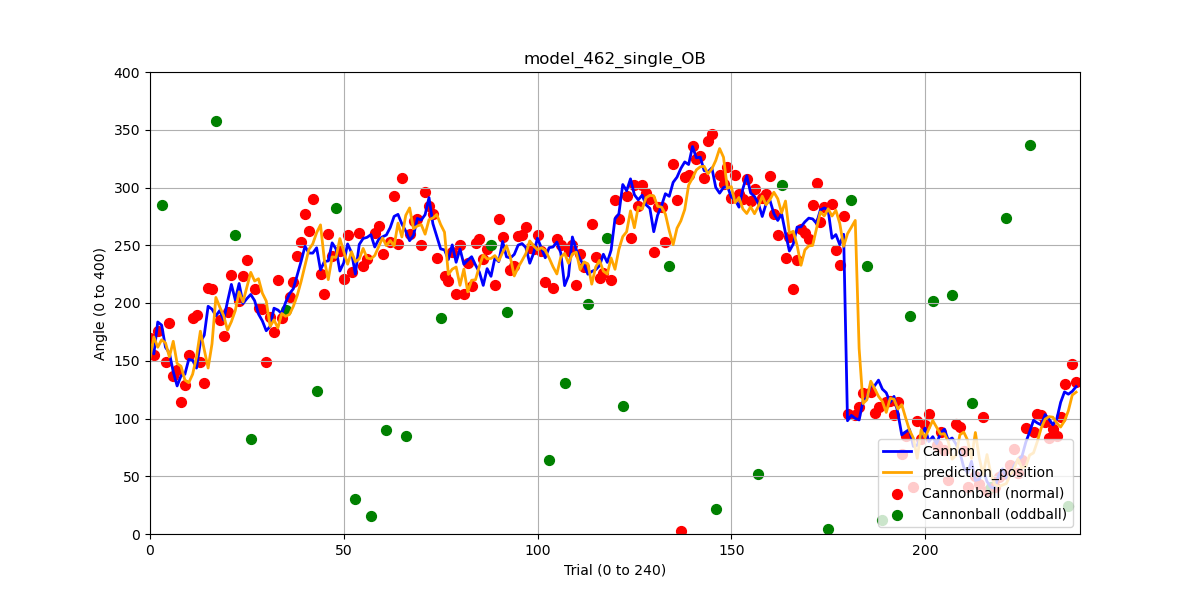 model_462_single_OB
Angle (0 to 400)
400
350
300
250
200
150
100
50
0
0 50 100 150 200
Trial (0 to 240)
Cannon
prediction_position
Cannonball (normal)
Cannonball (oddball)